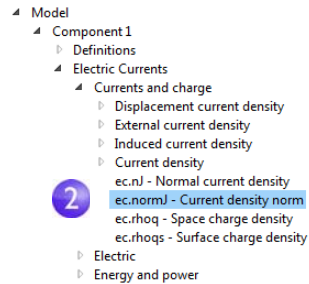 Model
Component 1
Definitions
Electric Currents
Currents and charge
Displacement current density
External current density
Induced current density
Current density
ec.nJ - Normal current density
2
ec.normJ - Current density norm
ec.rhoq - Space charge density
ec.rhoqs - Surface charge density
Electric
Energy and power